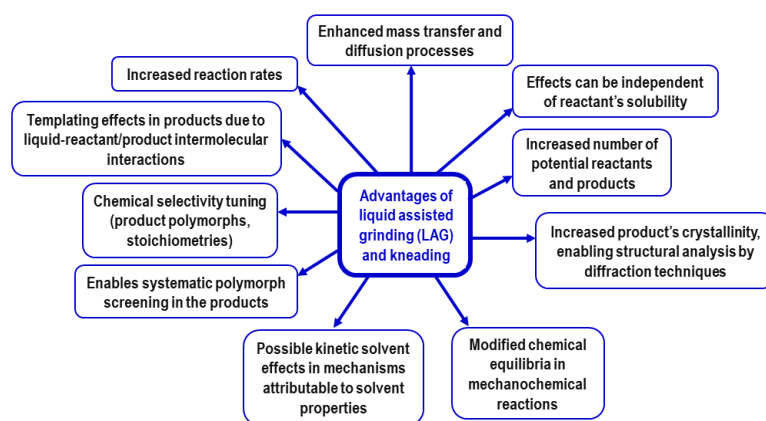 Enhanced mass transfer and
diffusion processes
Increased reaction rates
Effects can be independent
of reactant's solubility
Templating effects in products due to
liquid-reactant/product intermolecular
interactions
Increased number of
potential reactants
and products
Advantages of
liquid assisted
grinding (LAG)
and kneading
Chemical selectivity tuning
(product polymorphs,
stoichiometries)
Increased product's crystallinity,
enabling structural analysis by
diffraction techniques
Enables systematic polymorph
screening in the products
Possible kinetic solvent
effects in mechanisms
attributable to solvent
properties
Modified chemical
equilibria in
mechanochemical
reactions